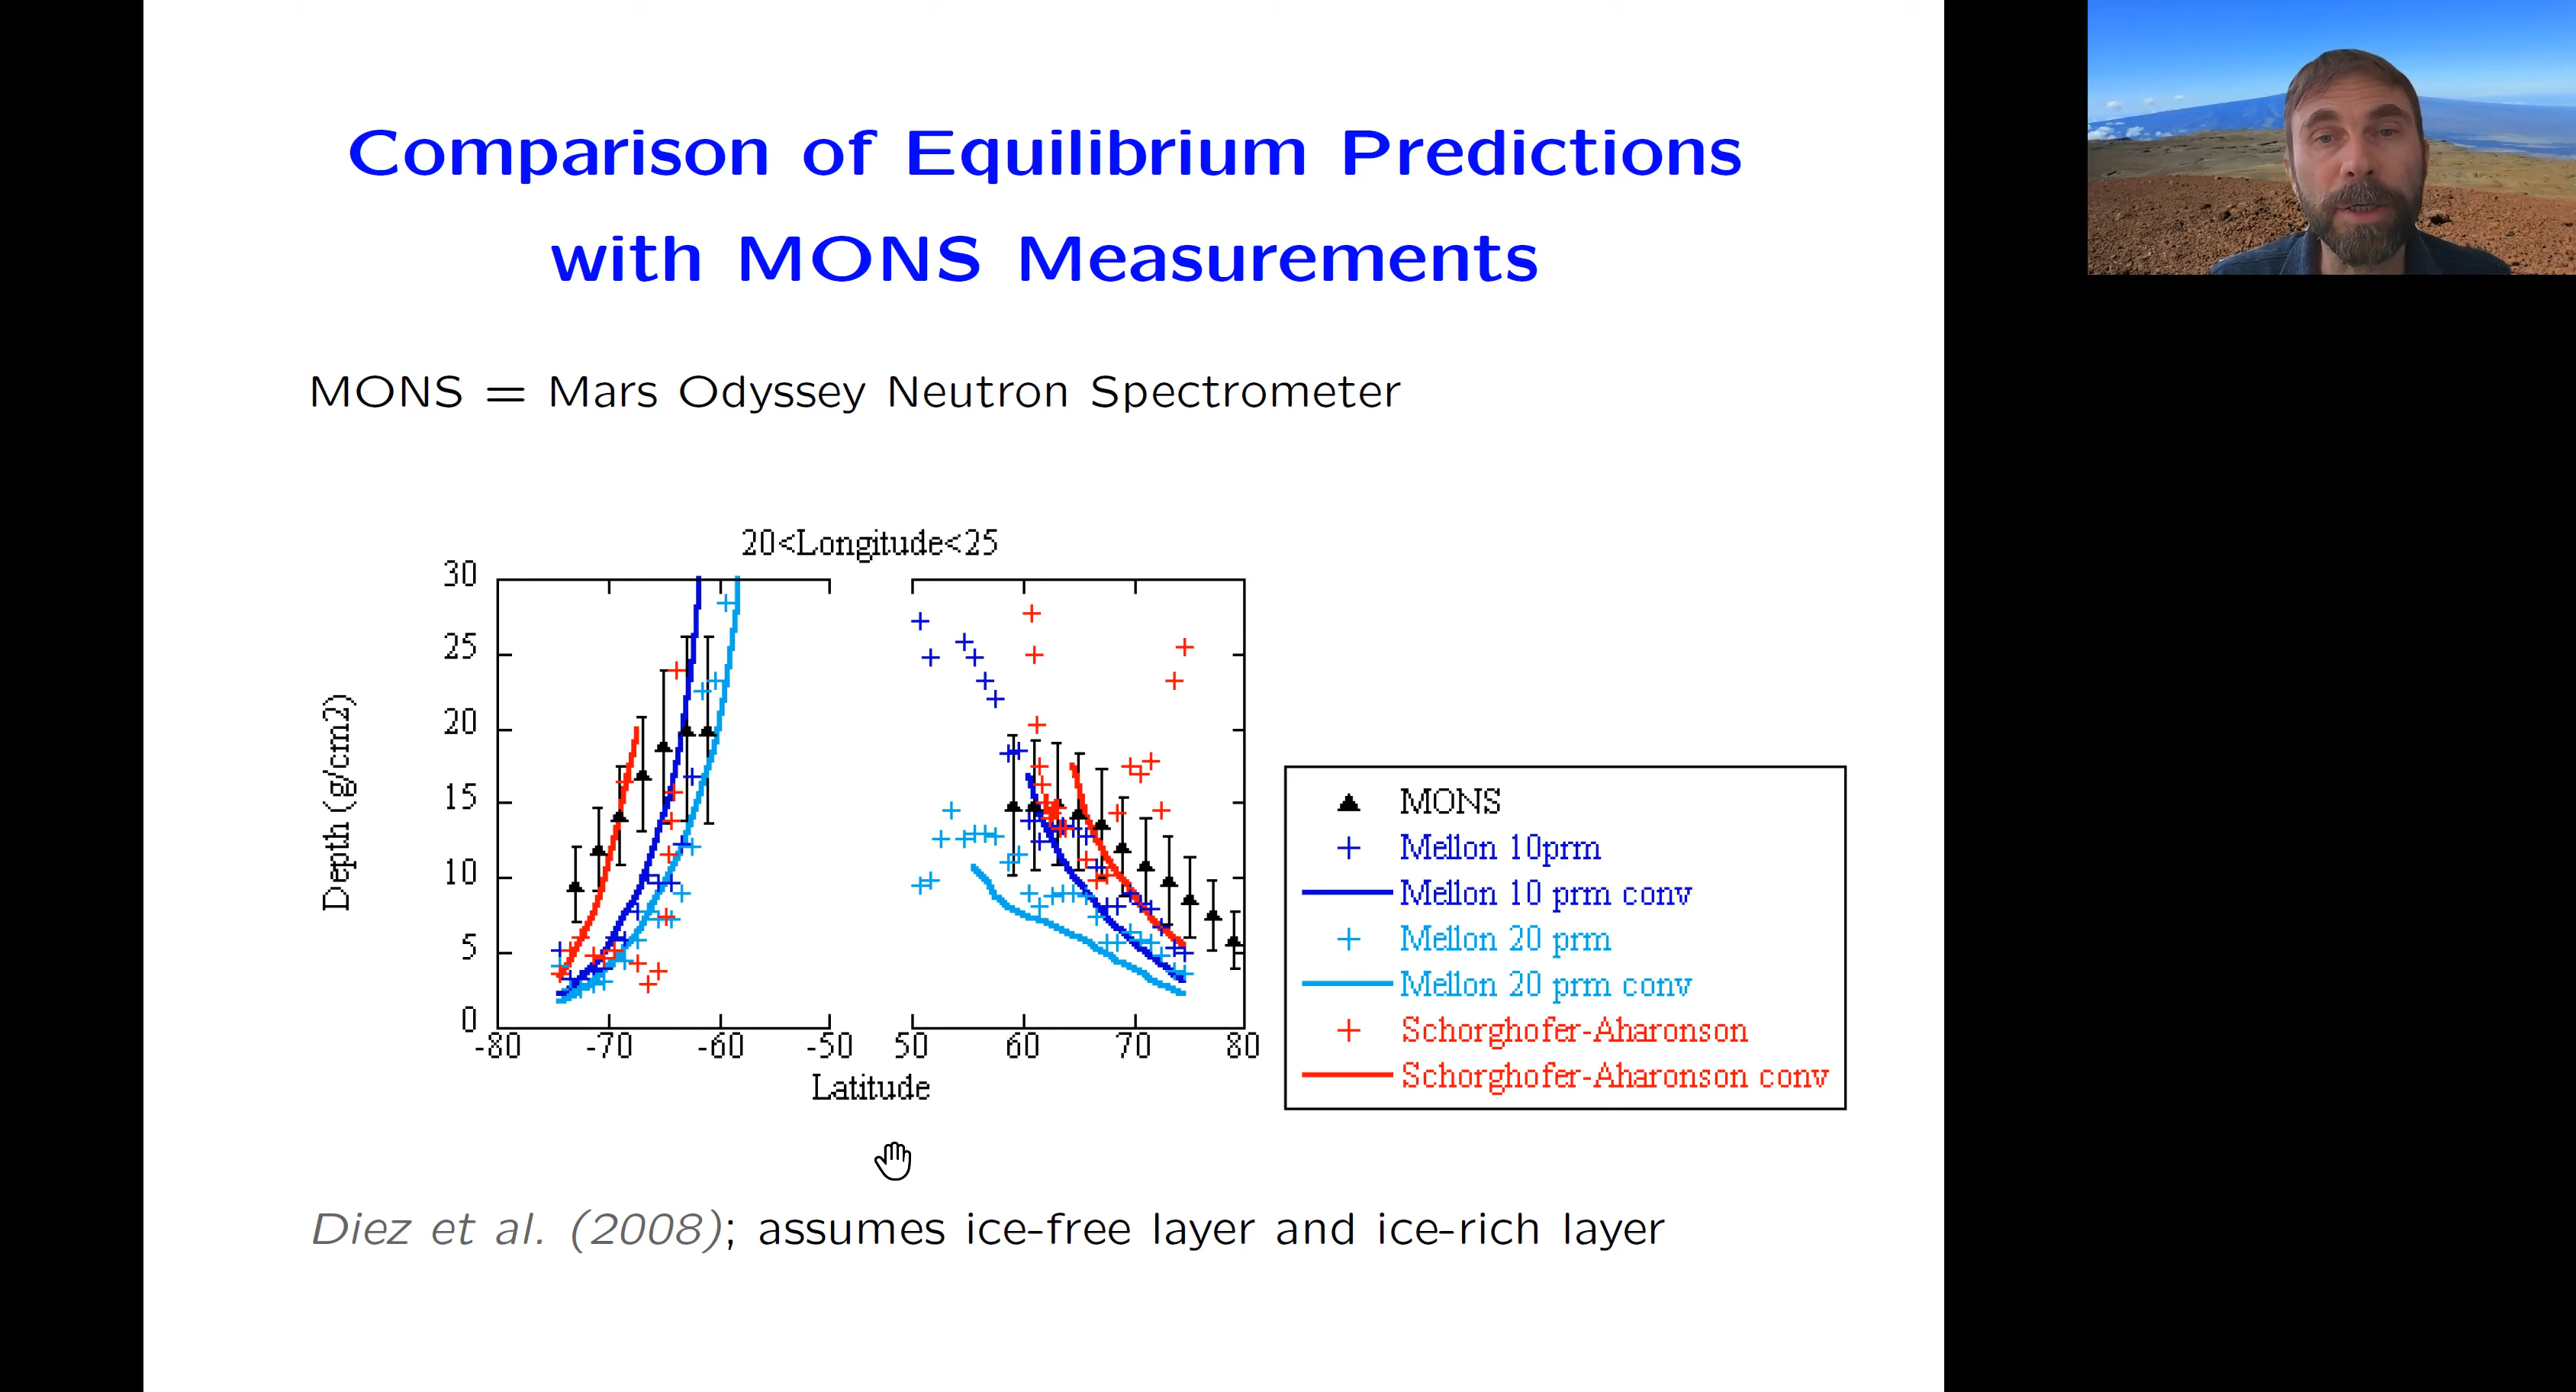 Comparison of Equilibrium Predictions
with MONS Measurements
MONS = Mars Odyssey Neutron Spectrometer
20<Longitude<25
30
25
20
15
10
5
0
Depth (g/cm2)
-80 -70 -60 -50 50 60 70 80
Latitude
MONS
Mellon 10prm
Mellon 10 prm conv
Mellon 20 prm
Mellon 20 prm conv
Schorghofer-Aharonson
Schorghofer-Aharonson conv
Diez et al. (2008); assumes ice-free layer and ice-rich layer